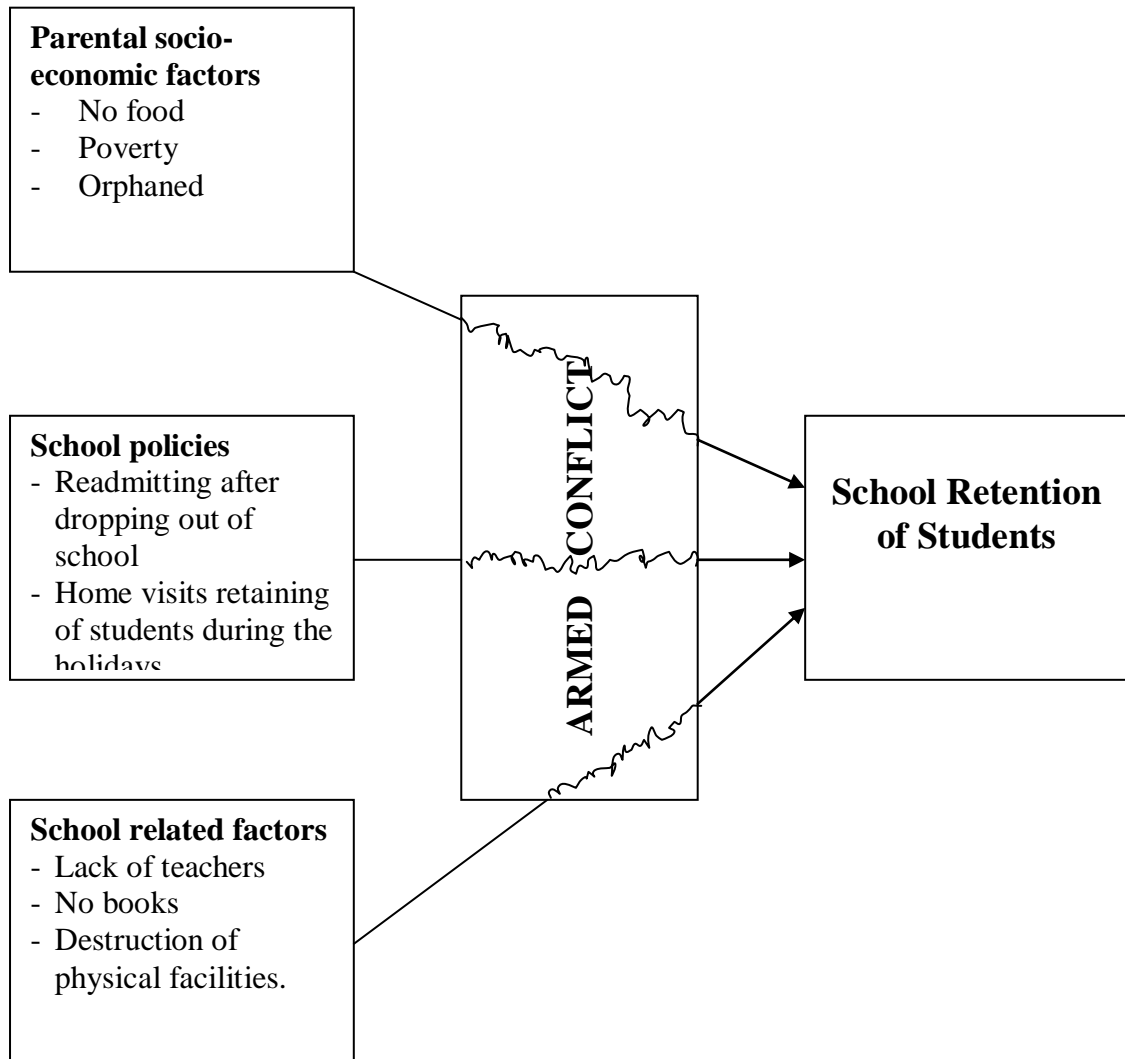 Parental socio-
economic factors
- No food
- Poverty
- Orphaned
School policies
- Readmitting after
dropping out of
school
- Home visits retaining
of students during the
holidays
School related factors
- Lack of teachers
- No books
- Destruction of
physical facilities.
ARMED CONFLICT
School Retention
of Students